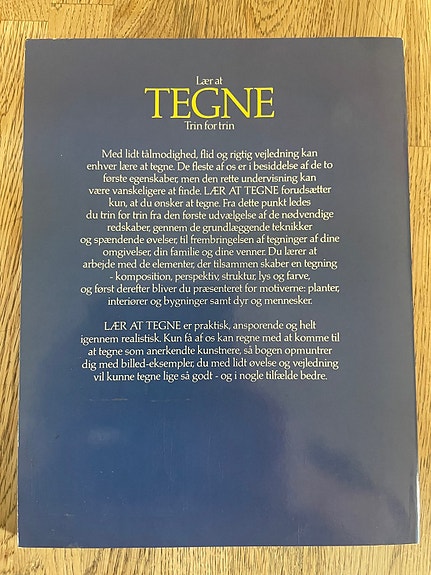 Lær at
TEGNE
Trin for trin
Med lidt tålmodighed, flid og rigtig vejledning kan
enhver lære at tegne. De fleste af os er i besiddelse af de to
første egenskaber, men den rette undervisning kan
være vanskeligere at finde. LÆR AT TEGNE forudsætter
kun, at du ønsker at tegne. Fra dette punkt ledes
du trin for trin fra den første udvælgelse af de nødvendige
redskaber, gennem de grundlæggende teknikker
og spændende øvelser, til frembringelsen af tegninger af dine
omgivelser, din familie og dine venner. Du lærer at
arbejde med de elementer, der tilsammen skaber en tegning
- komposition, perspektiv, struktur, lys og farve,
og først derefter bliver du præsenteret for motiverne: planter,
interiører og bygninger samt dyr og mennesker.
LÆR AT TEGNE er praktisk, ansporende og helt
igennem realistisk. Kun få af os kan regne med at komme til
at tegne som anerkendte kunstnere, så bogen opmuntrer
dig med billed-eksempler, du med lidt øvelse og vejledning
vil kunne tegne lige så godt - og i nogle tilfælde bedre.